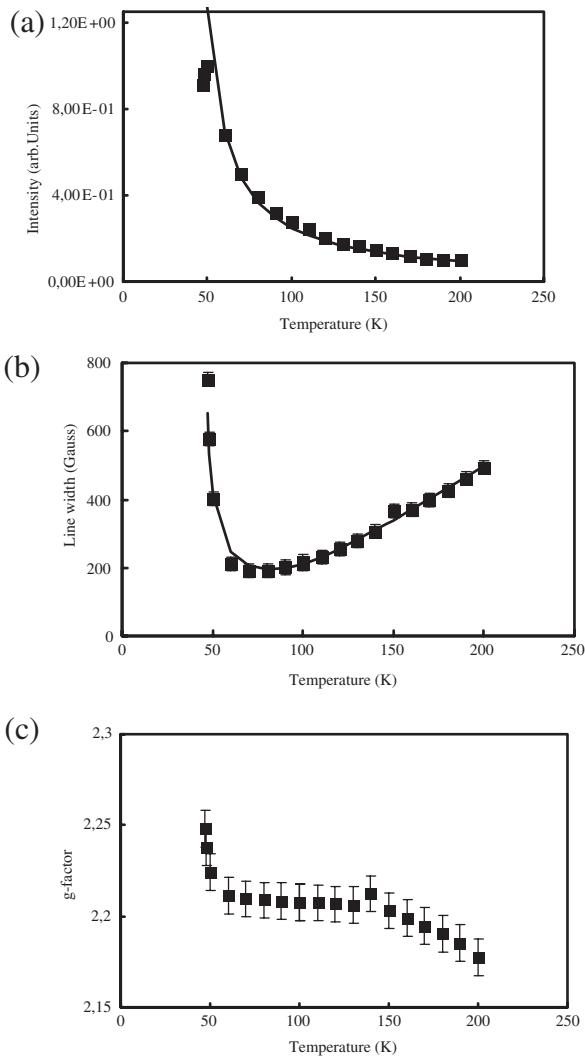 (a)
1,20E+00
8,00E-01
4,00E-01
0,00E+00
Intensity (arb.Units)
0 50 100 150 200 250
Temperature (K)
(b)
800
600
400
200
0
Line width (Gauss)
0 50 100 150 200 250
Temperature (K)
(c)
2,3
2,25
2,2
2,15
g-factor
0 50 100 150 200 250
Temperature (K)